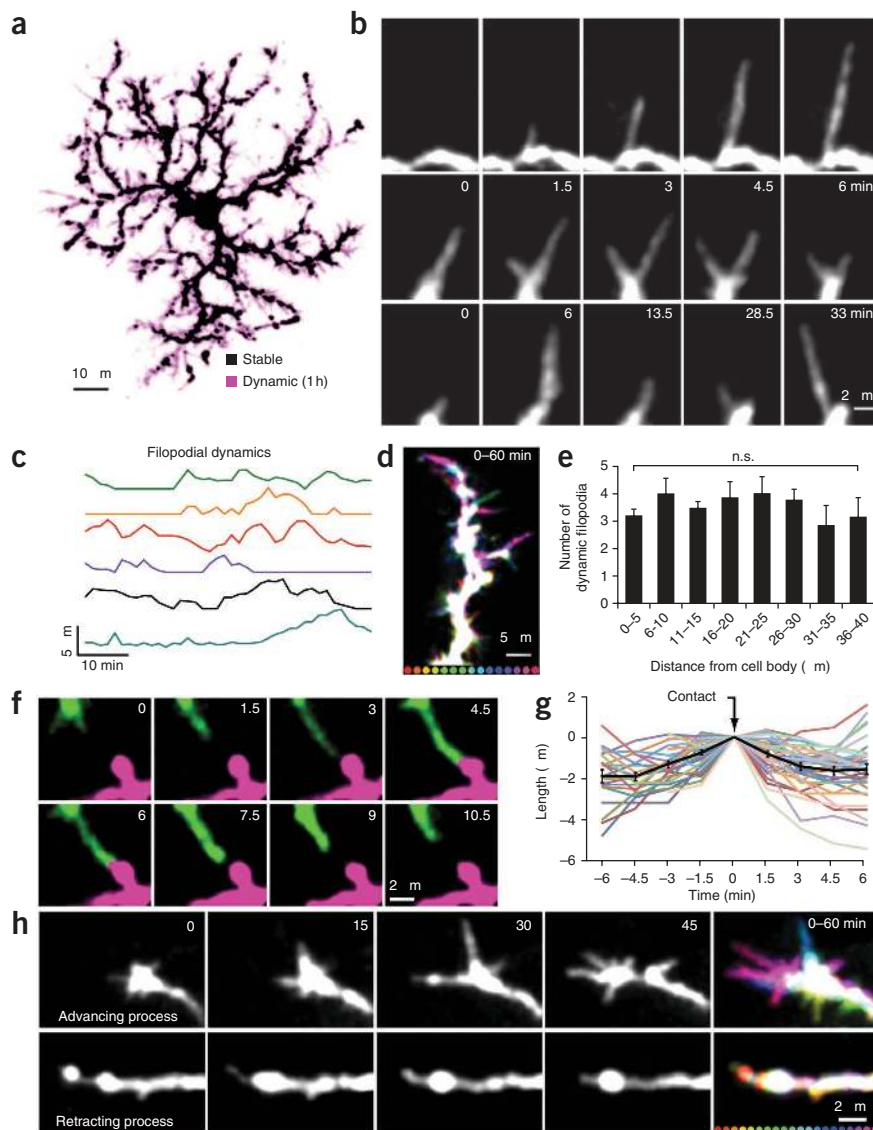 a
10 m
Stable
Dynamic (1 h)
b
0 1.5 3 4.5 6 min
0 6 13.5 28.5 33 min
2 m
c
Filopodial dynamics
5 m
10 min
d
0–60 min
5 m
e
n.s.
Number of
dynamic filopodia
5
4
3
2
1
0
0–5 6-10 11–15 16–20 21–25 26–30 31–35 36–40
Distance from cell body ( m)
f
0 1.5 3 4.5
6 7.5 9 10.5
2 m
g
Contact
Length ( m)
2
0
–2
–4
–6
–6 –4.5 –3 –1.5 0 1.5 3 4.5 6
Time (min)
h
0 15 30 45 0–60 min
Advancing process
Retracting process
2 m